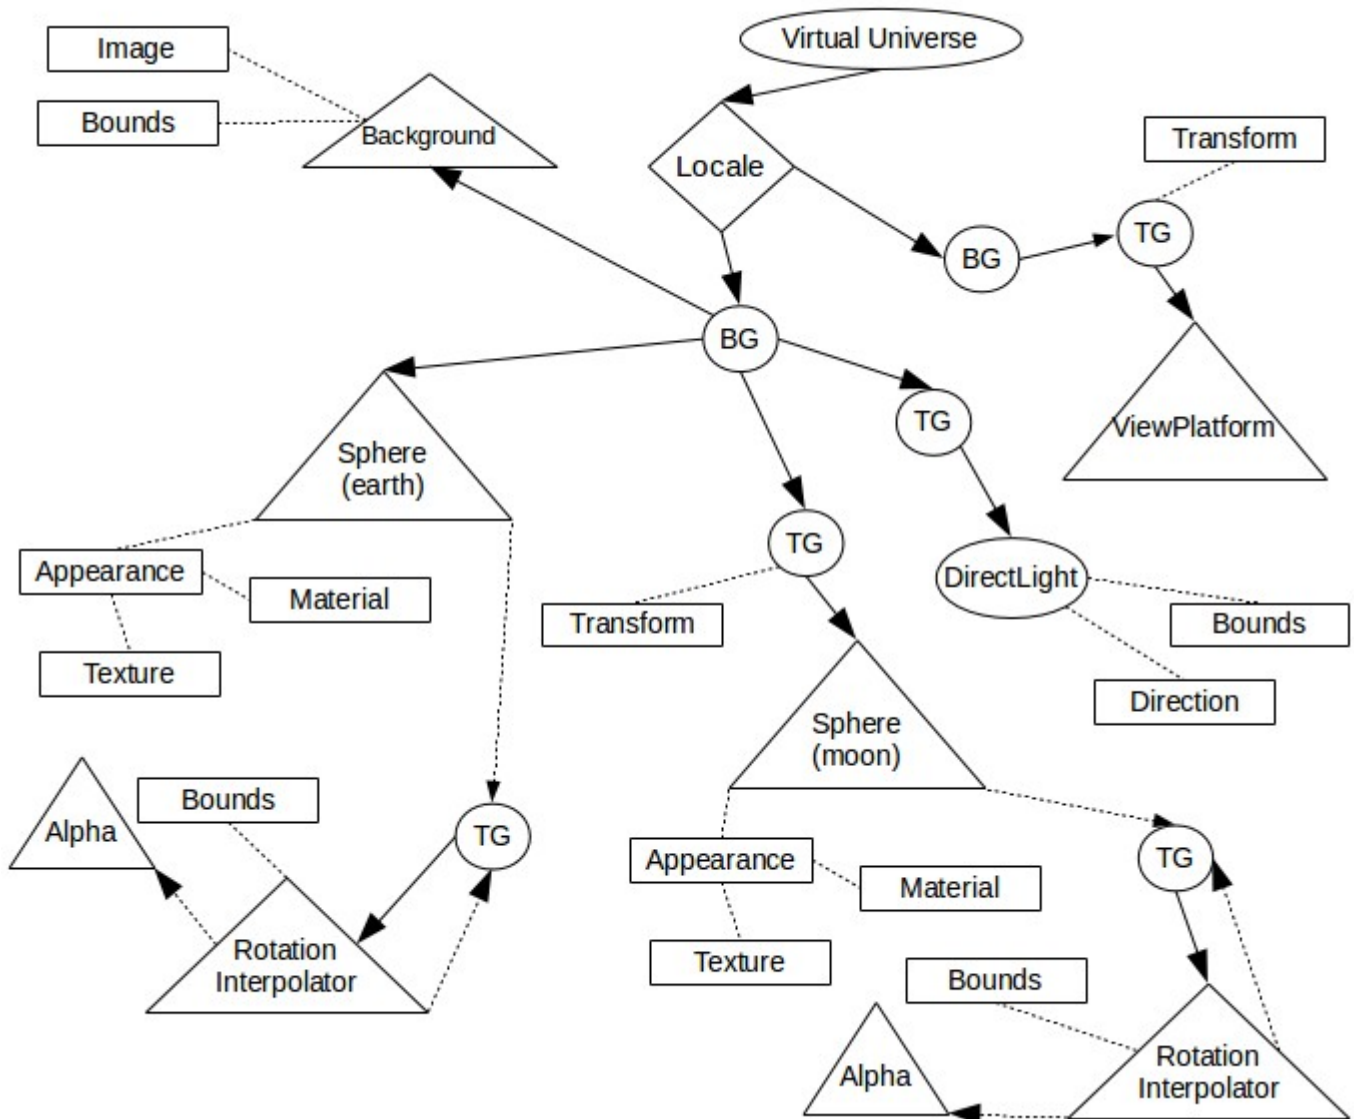 Virtual Universe
Image
Bounds
Background
Locale
Transform
BG
TG
BG
TG
ViewPlatform
Sphere
(earth)
TG
DirectLight
Appearance
Material
Texture
Transform
Bounds
Direction
Sphere
(moon)
Bounds
Alpha
TG
Rotation
Interpolator
Appearance
Material
Texture
TG
Bounds
Alpha
Rotation
Interpolator